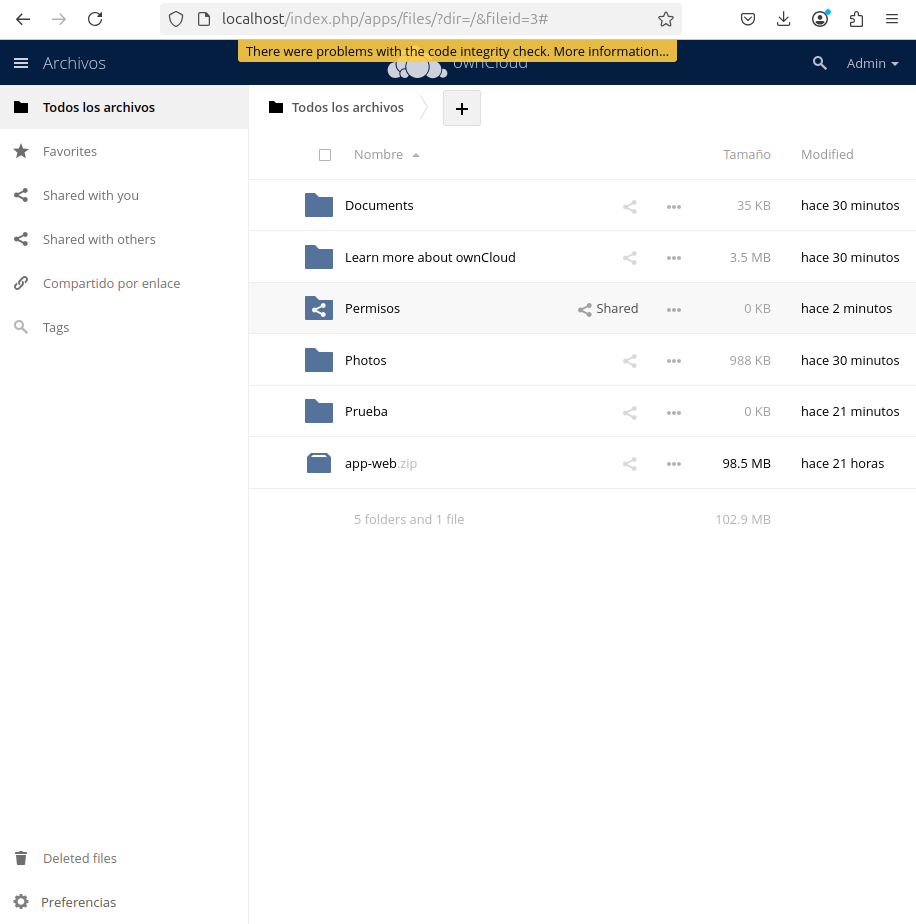 localhost/index.php/apps/files/?dir=/&fileid=3#
There were problems with the code integrity check. More information...
Archivos
ownCloud
Admin
Todos los archivos
Favorites
Shared with you
Shared with others
Compartido por enlace
Tags
Deleted files
Preferencias
Todos los archivos
+
Nombre Tamaño Modified
Documents 35 KB hace 30 minutos
Learn more about ownCloud 3.5 MB hace 30 minutos
Permisos Shared 0 KB hace 2 minutos
Photos 988 KB hace 30 minutos
Prueba 0 KB hace 21 minutos
app-web.zip 98.5 MB hace 21 horas
5 folders and 1 file 102.9 MB